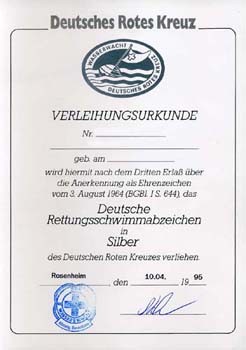 Deutsches Rotes Kreuz
WASSERWACHT
DEUTSCHES ROTES KREUZ
VERLEIHUNGSURKUNDE
Nr.
geb. am
wird hiermit nach dem Dritten Erlaß über
die Anerkennung als Ehrenzeichen
vom 3. August 1964 (BGBl. I S. 644), das
Deutsche
Rettungsschwimmabzeichen
in
Silber
des Deutschen Roten Kreuzes verliehen.
Rosenheim, den 10.04. 1995